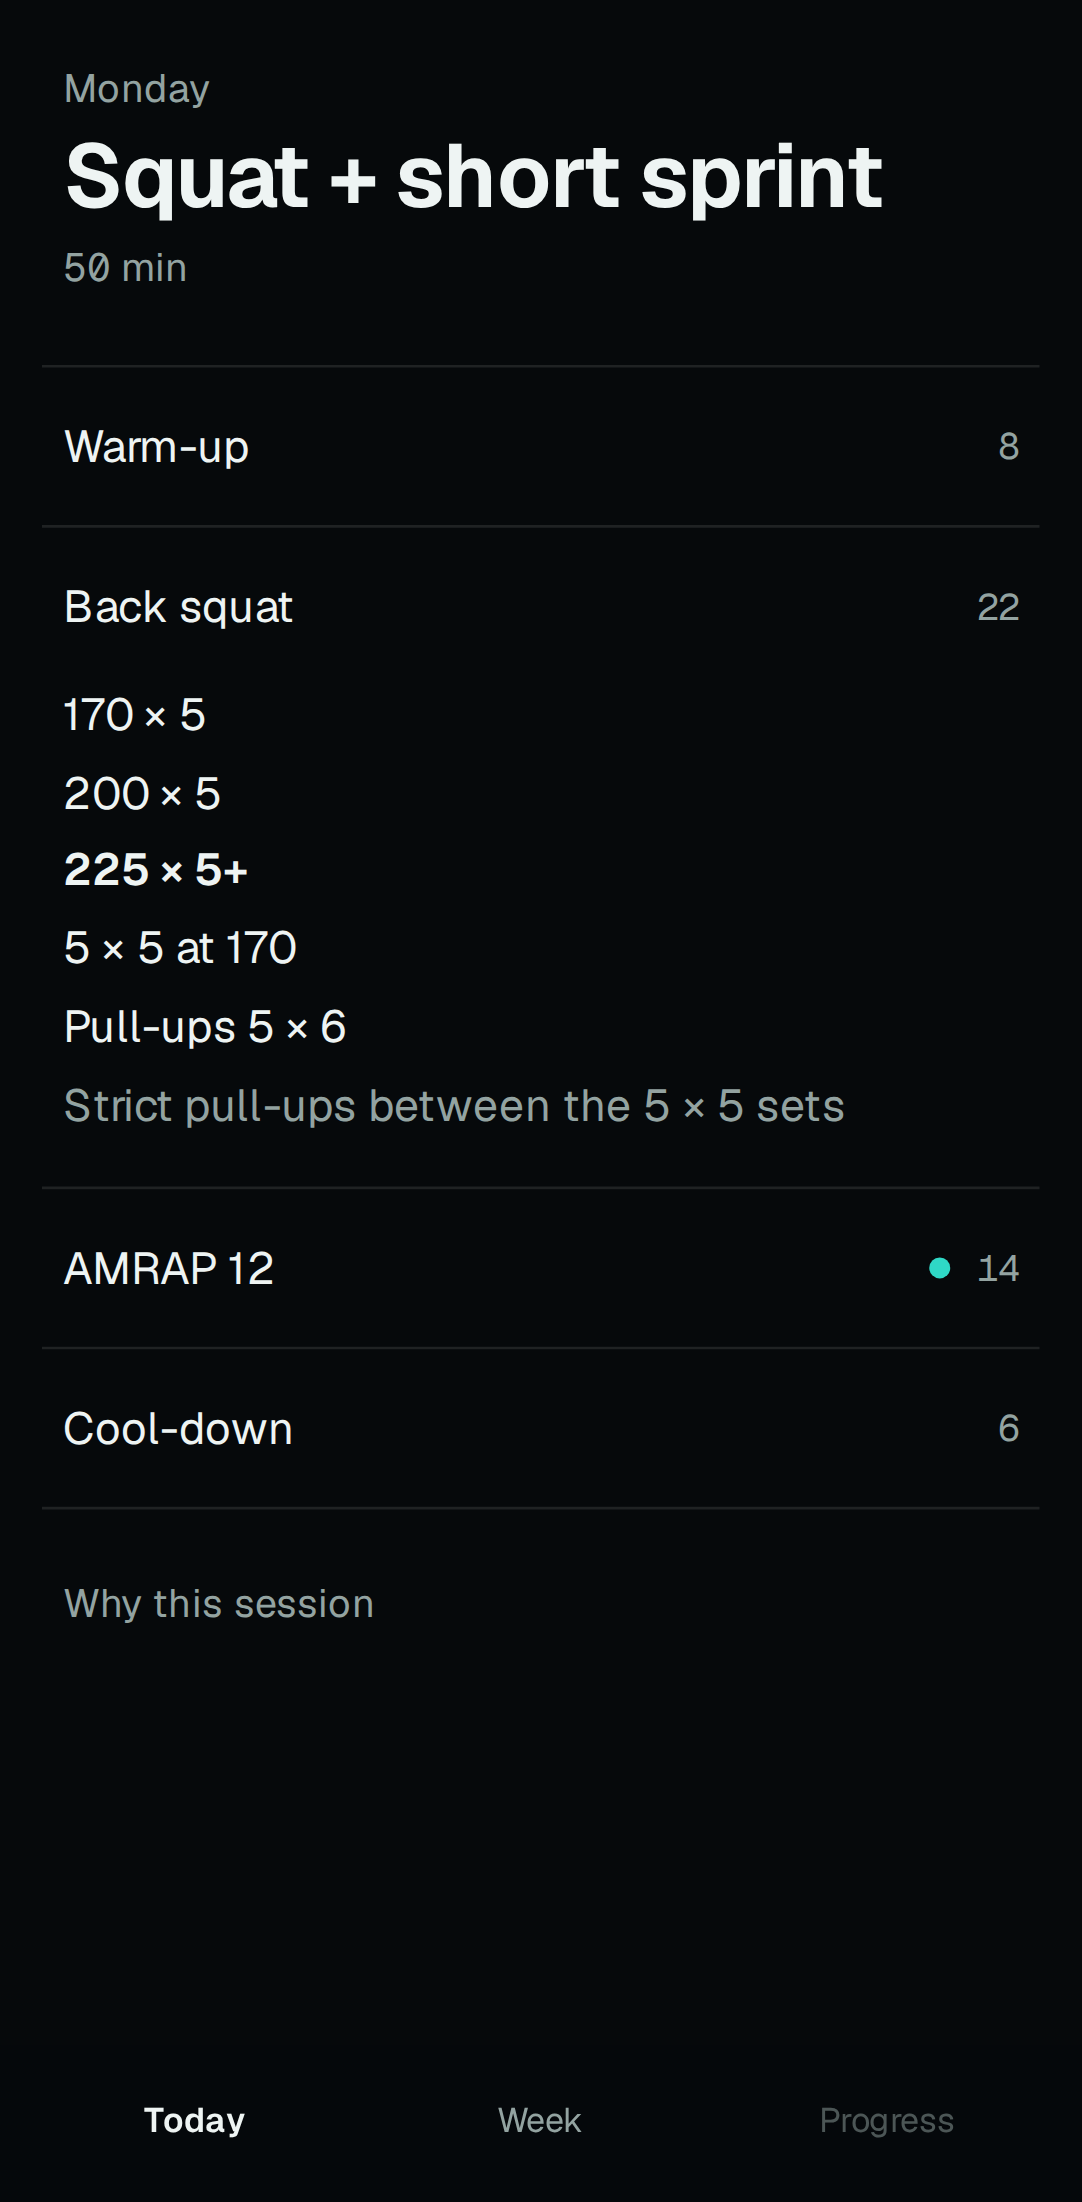 Monday
Squat + short sprint
50 min
Warm-up 8
Back squat 22
170 × 5
200 × 5
225 × 5+
5 × 5 at 170
Pull-ups 5 × 6
Strict pull-ups between the 5 × 5 sets
AMRAP 12 14
Cool-down 6
Why this session
Today Week Progress